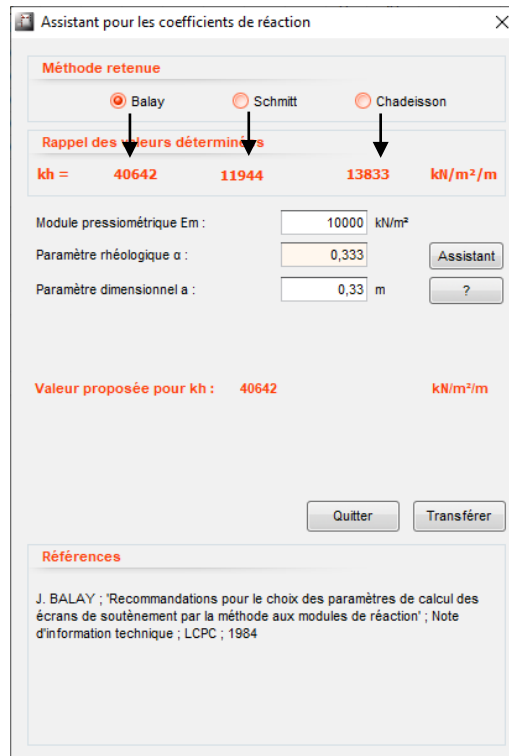 Assistant pour les coefficients de réaction
Méthode retenue
Balay Schmitt Chadeisson
Rappel des valeurs déterminées
kh = 40642 11944 13833 kN/m²/m
Module pressiométrique Em : 10000 kN/m²
Paramètre rhéologique α : 0,333 Assistant
Paramètre dimensionnel a : 0,33 m ?
Valeur proposée pour kh : 40642 kN/m²/m
Quitter Transférer
Références
J. BALAY ; 'Recommandations pour le choix des paramètres de calcul des
écrans de soutènement par la méthode aux modules de réaction' ; Note
d'information technique ; LCPC ; 1984